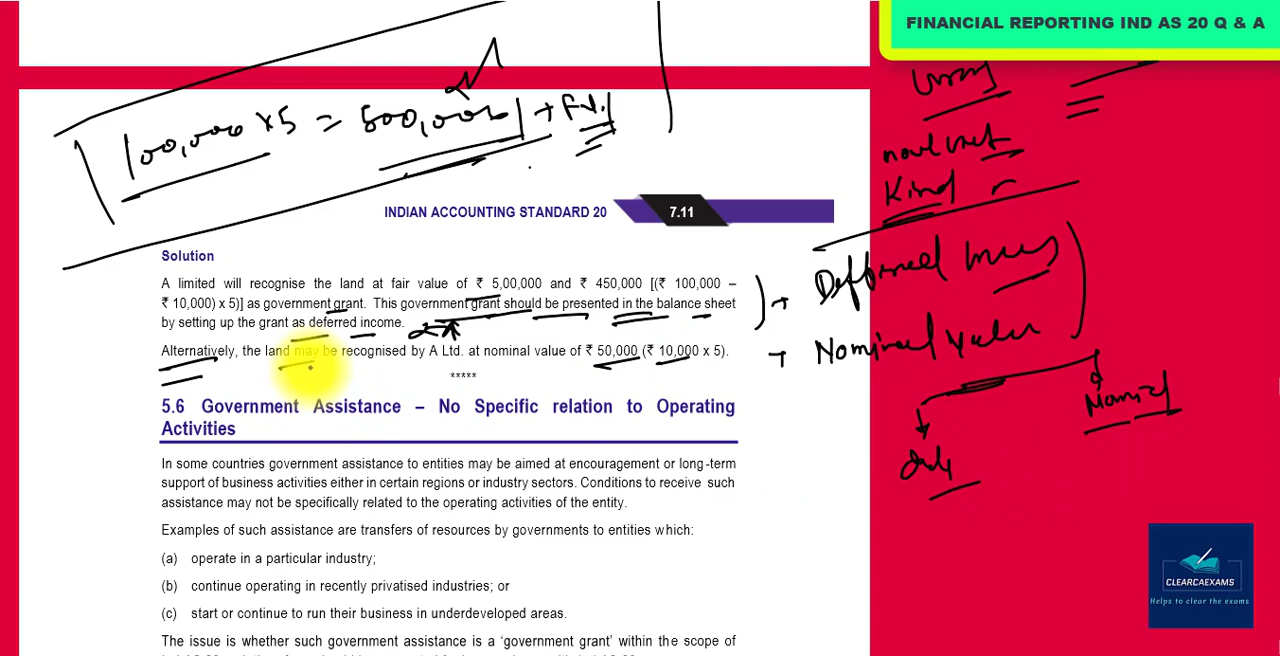 FINANCIAL REPORTING IND AS 20 Q & A
100,000 x 5 = 500,000
Kind
INDIAN ACCOUNTING STANDARD 20 7.11
Solution
A limited will recognise the land at fair value of ₹ 5,00,000 and ₹ 450,000 [(₹ 100,000 –
₹ 10,000) x 5)] as government grant. This government grant should be presented in the balance sheet
by setting up the grant as deferred income.
Alternatively, the land may be recognised by A Ltd. at nominal value of ₹ 50,000 (₹ 10,000 x 5).
*****
Nominal Value
5.6 Government Assistance – No Specific relation to Operating
Activities
In some countries government assistance to entities may be aimed at encouragement or long-term
support of business activities either in certain regions or industry sectors. Conditions to receive such
assistance may not be specifically related to the operating activities of the entity.
Examples of such assistance are transfers of resources by governments to entities which:
(a) operate in a particular industry;
(b) continue operating in recently privatised industries; or
(c) start or continue to run their business in underdeveloped areas.
The issue is whether such government assistance is a 'government grant' within the scope of
CLEARCAEXAMS
Helps to clear the exams